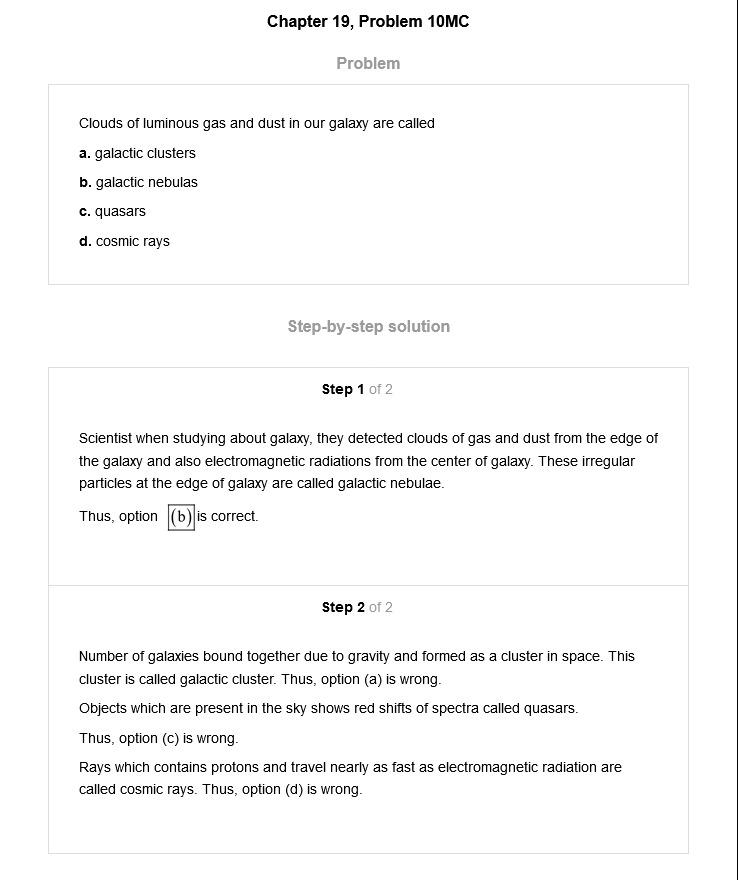 Chapter 19, Problem 10MC
Problem
Clouds of luminous gas and dust in our galaxy are called
a. galactic clusters
b. galactic nebulas
c. quasars
d. cosmic rays
Step-by-step solution
Step 1 of 2
Scientist when studying about galaxy, they detected clouds of gas and dust from the edge of
the galaxy and also electromagnetic radiations from the center of galaxy. These irregular
particles at the edge of galaxy are called galactic nebulae.
Thus, option (b) is correct.
Step 2 of 2
Number of galaxies bound together due to gravity and formed as a cluster in space. This
cluster is called galactic cluster. Thus, option (a) is wrong.
Objects which are present in the sky shows red shifts of spectra called quasars.
Thus, option (c) is wrong.
Rays which contains protons and travel nearly as fast as electromagnetic radiation are
called cosmic rays. Thus, option (d) is wrong.